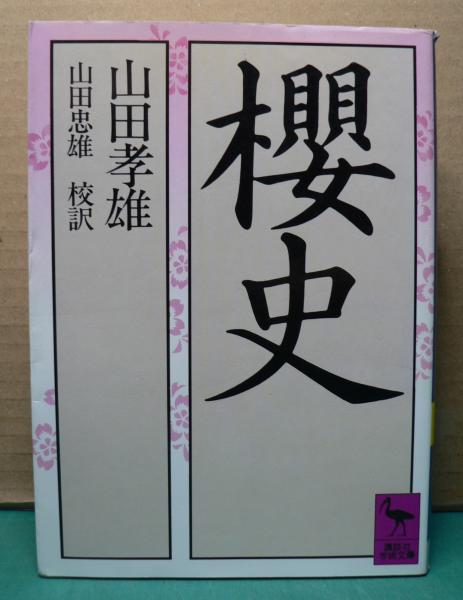 櫻史
山田孝雄
山田忠雄 校訳
講談社
学術文庫